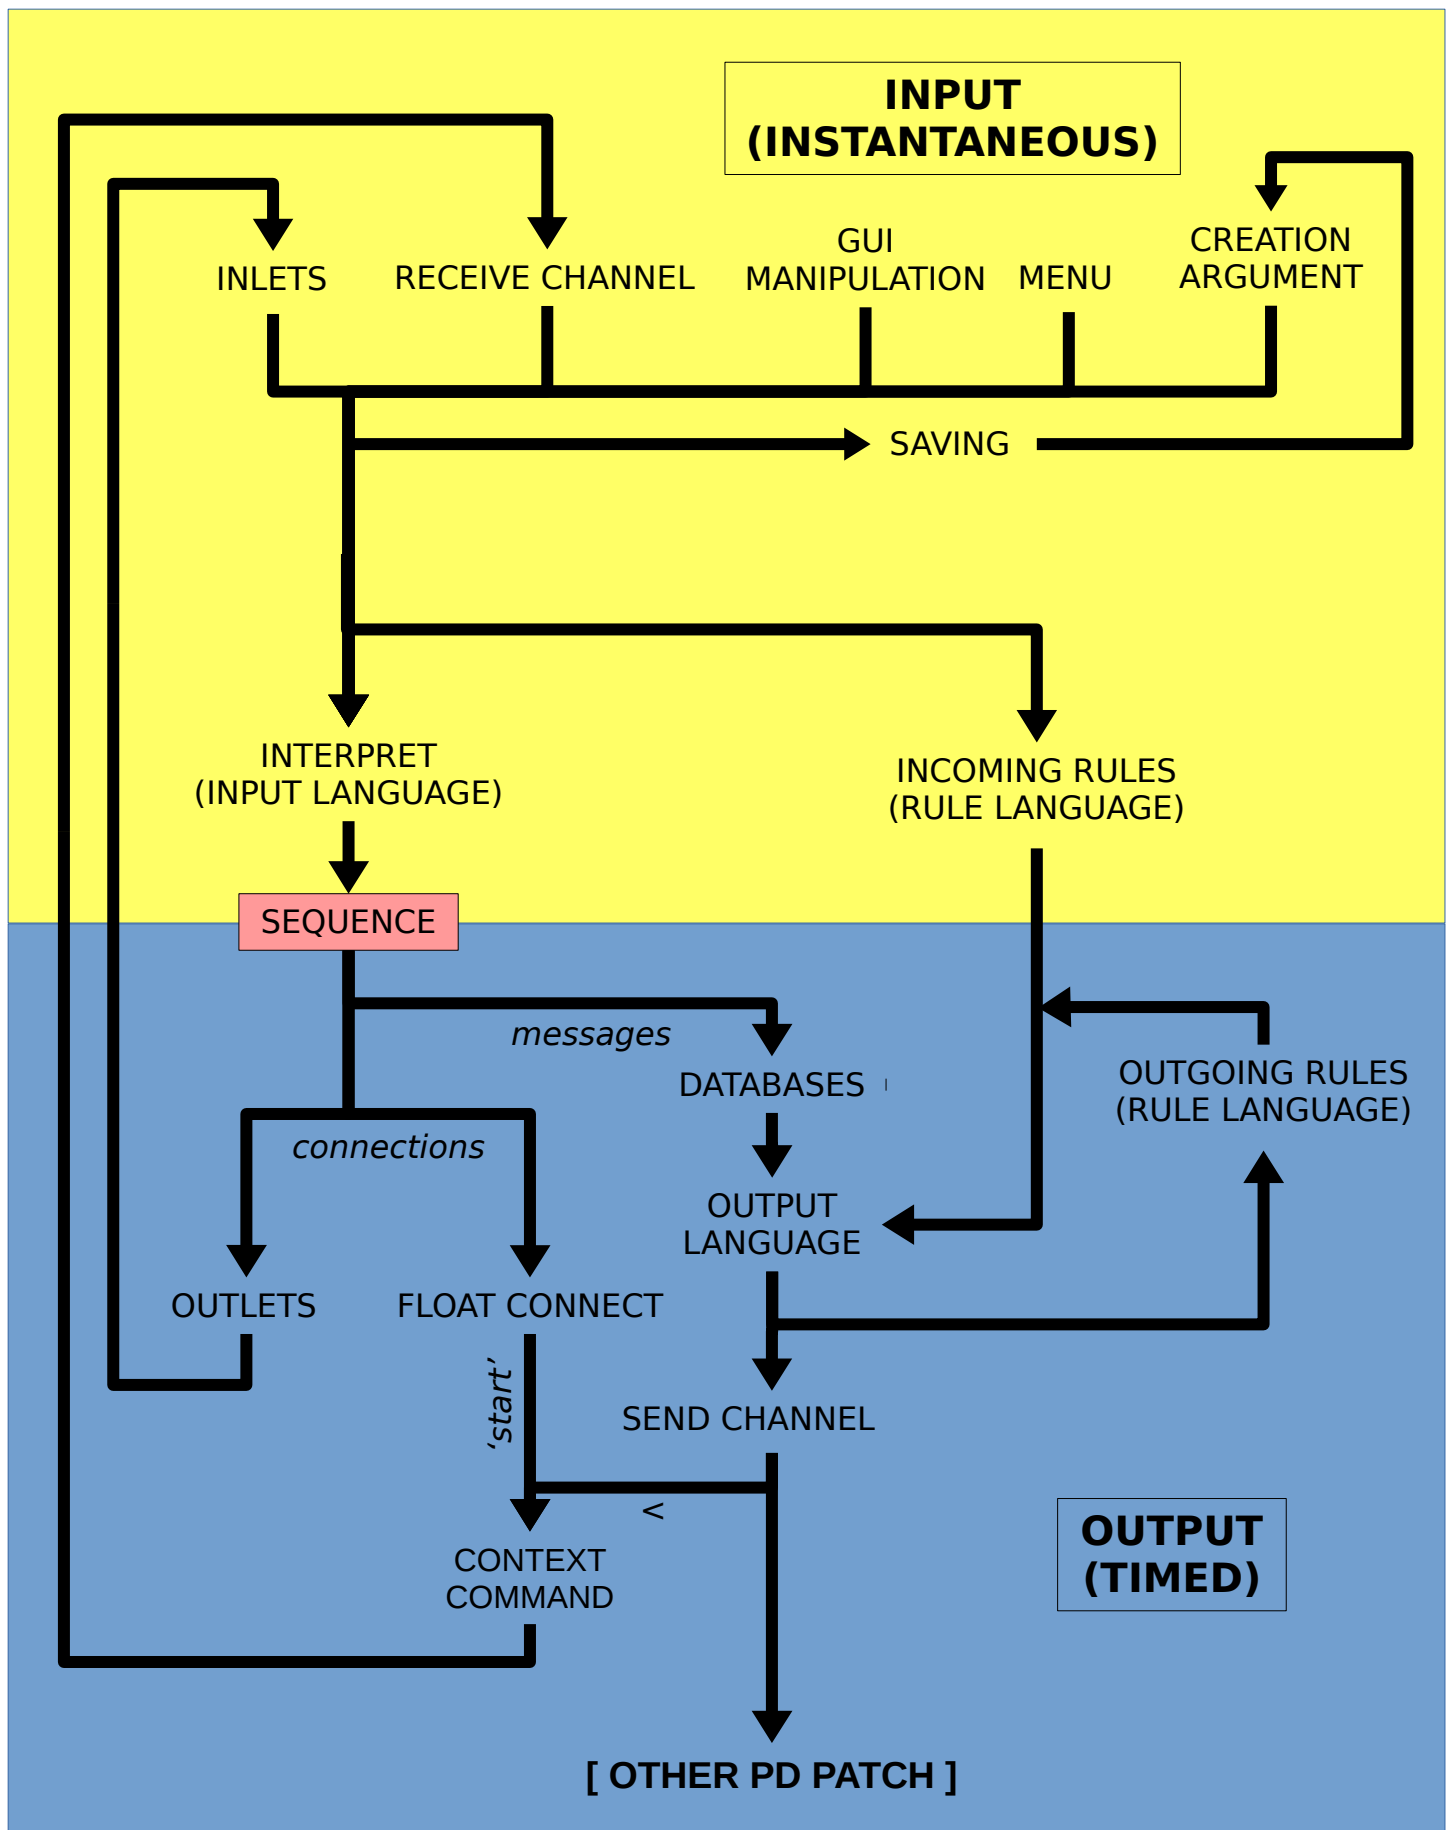 INPUT
(INSTANTANEOUS)
INLETS
RECEIVE CHANNEL
GUI
MANIPULATION
MENU
CREATION
ARGUMENT
SAVING
INTERPRET
(INPUT LANGUAGE)
INCOMING RULES
(RULE LANGUAGE)
SEQUENCE
messages
DATABASES
OUTGOING RULES
(RULE LANGUAGE)
connections
OUTPUT
LANGUAGE
OUTLETS
FLOAT CONNECT
‘start’
SEND CHANNEL
<
CONTEXT
COMMAND
OUTPUT
(TIMED)
[ OTHER PD PATCH ]